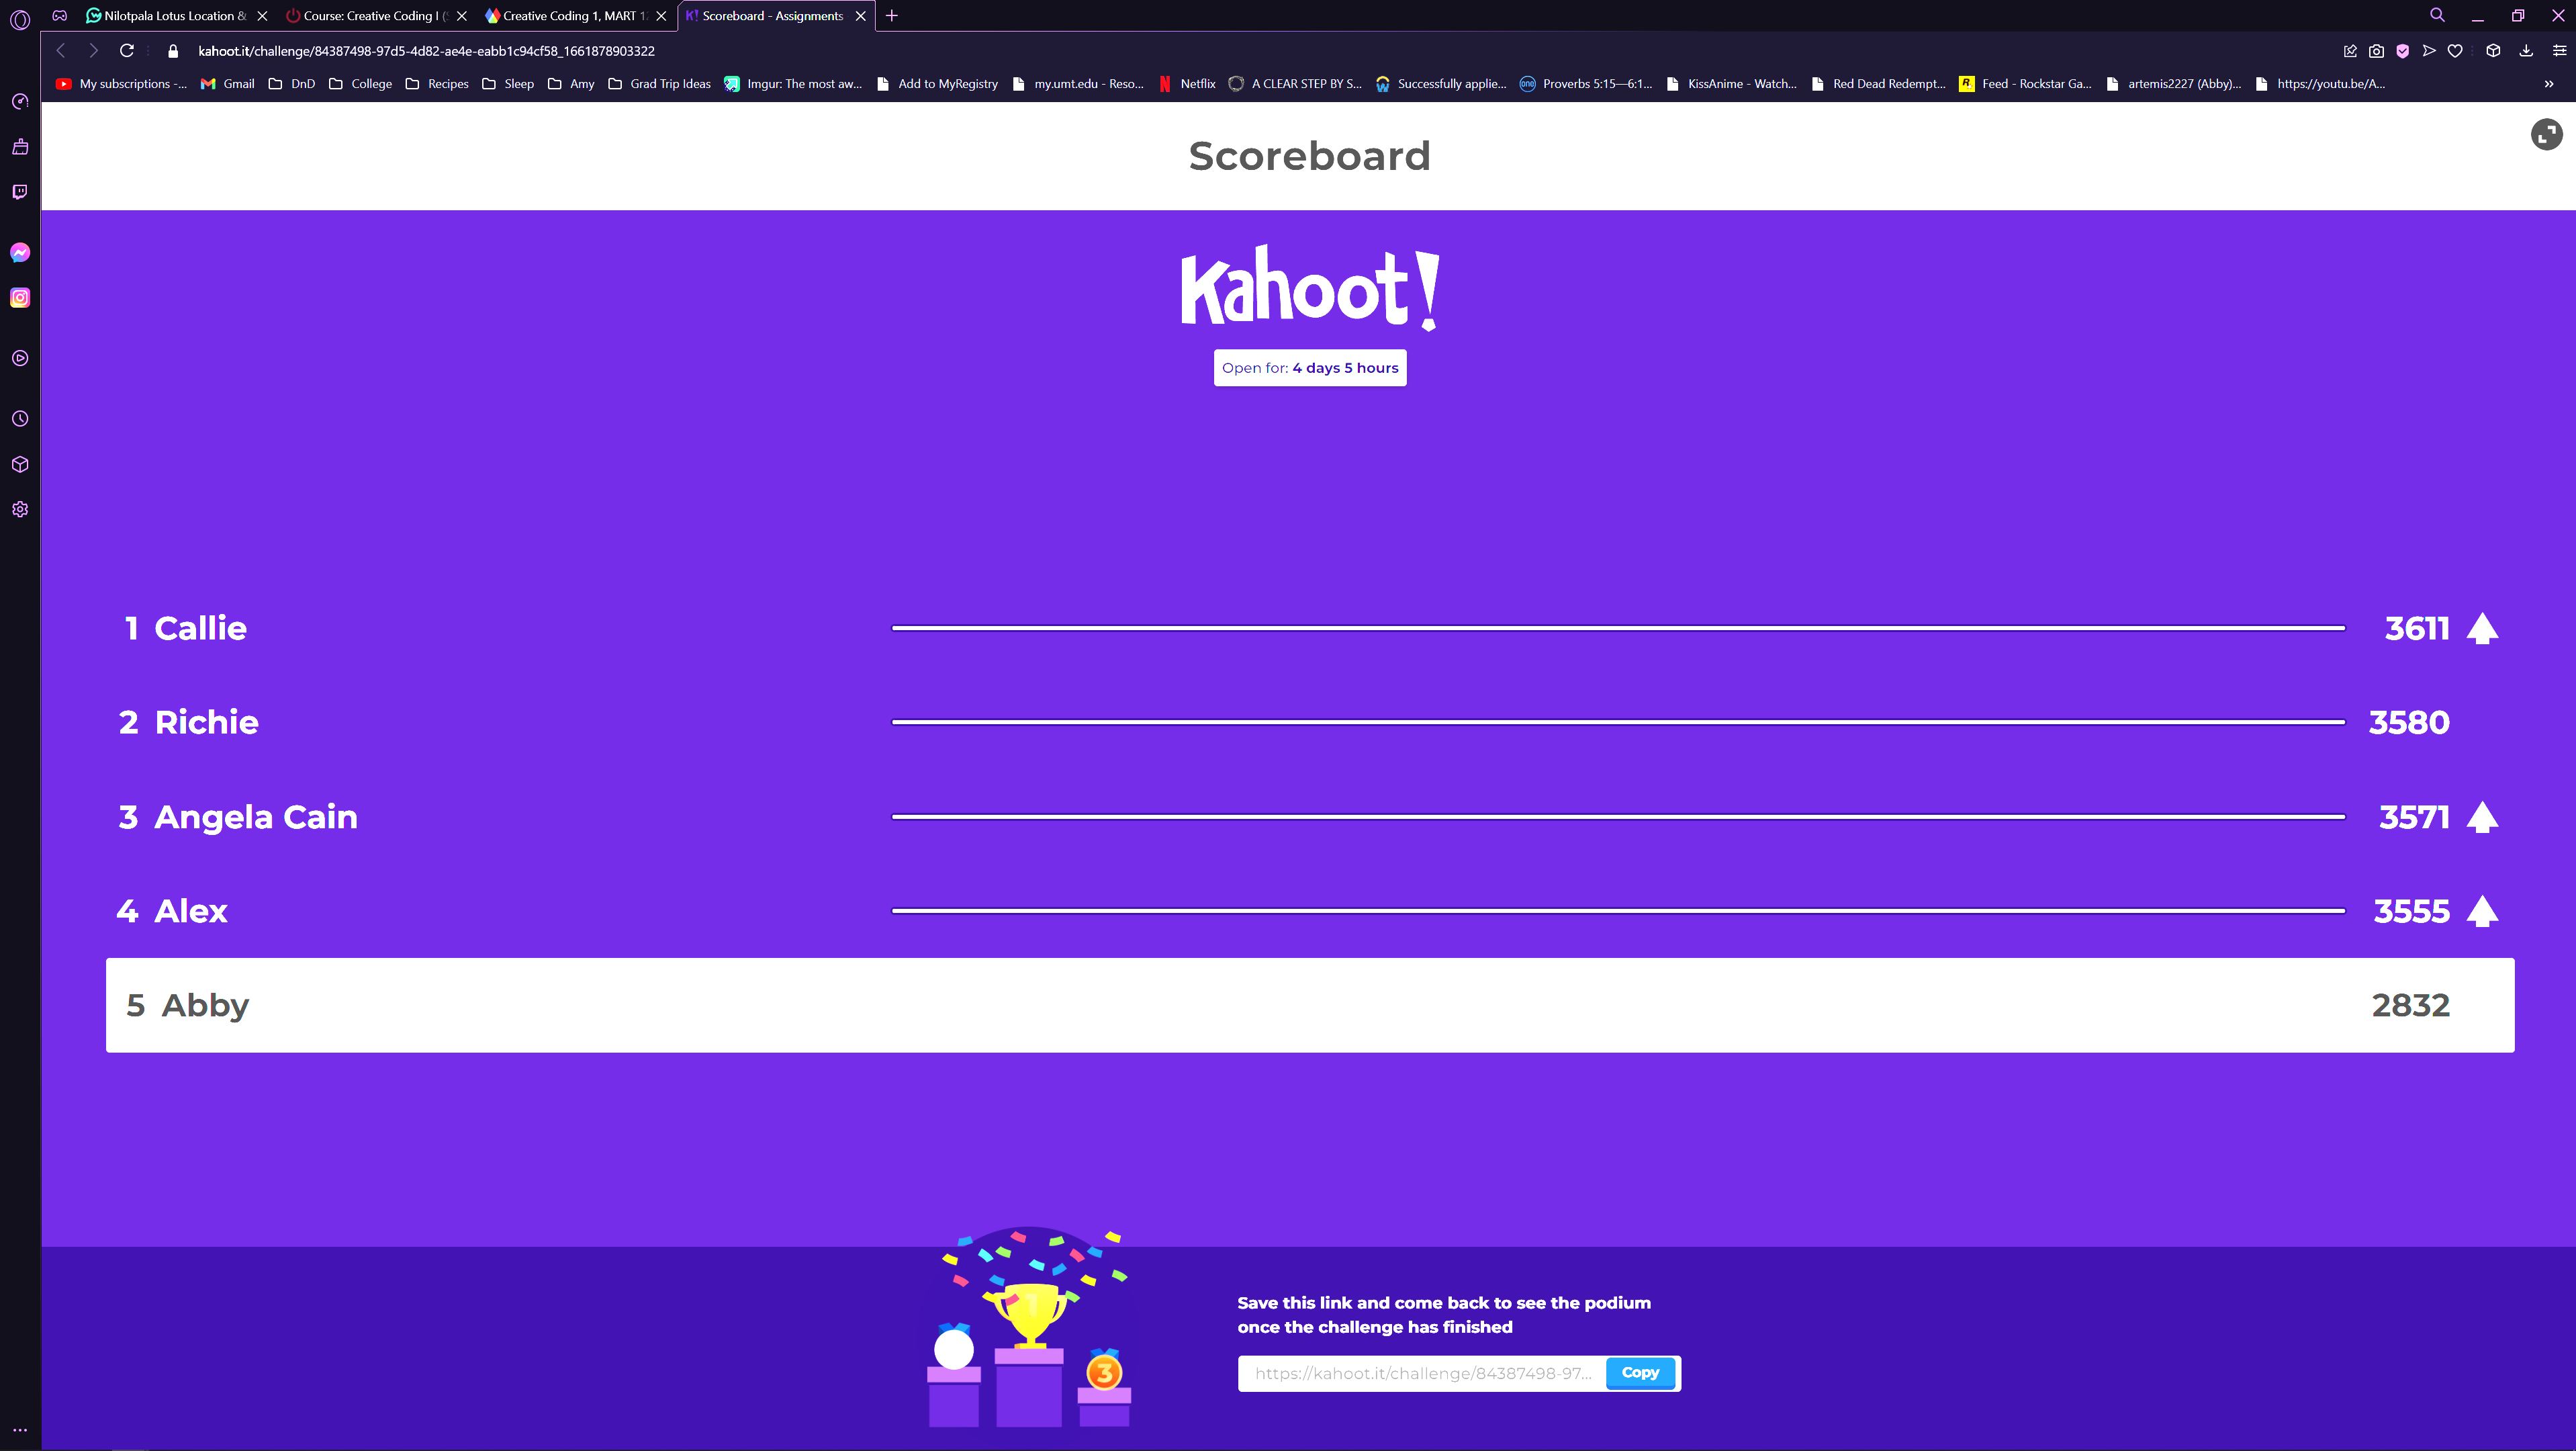 Nilotpala Lotus Location &
Course: Creative Coding I (
Creative Coding 1, MART 1
K! Scoreboard - Assignments
kahoot.it/challenge/84387498-97d5-4d82-ae4e-eabb1c94cf58_1661878903322
My subscriptions -... Gmail DnD College Recipes Sleep Amy Grad Trip Ideas Imgur: The most aw... Add to MyRegistry my.umt.edu - Reso... Netflix A CLEAR STEP BY S... Successfully applie... Proverbs 5:15—6:1... KissAnime - Watch... Red Dead Redempt... Feed - Rockstar Ga... artemis2227 (Abby)... https://youtu.be/A... »
Scoreboard
Kahoot!
Open for: 4 days 5 hours
1 Callie 3611
2 Richie 3580
3 Angela Cain 3571
4 Alex 3555
5 Abby 2832
1
3
Save this link and come back to see the podium
once the challenge has finished
https://kahoot.it/challenge/84387498-97... Copy